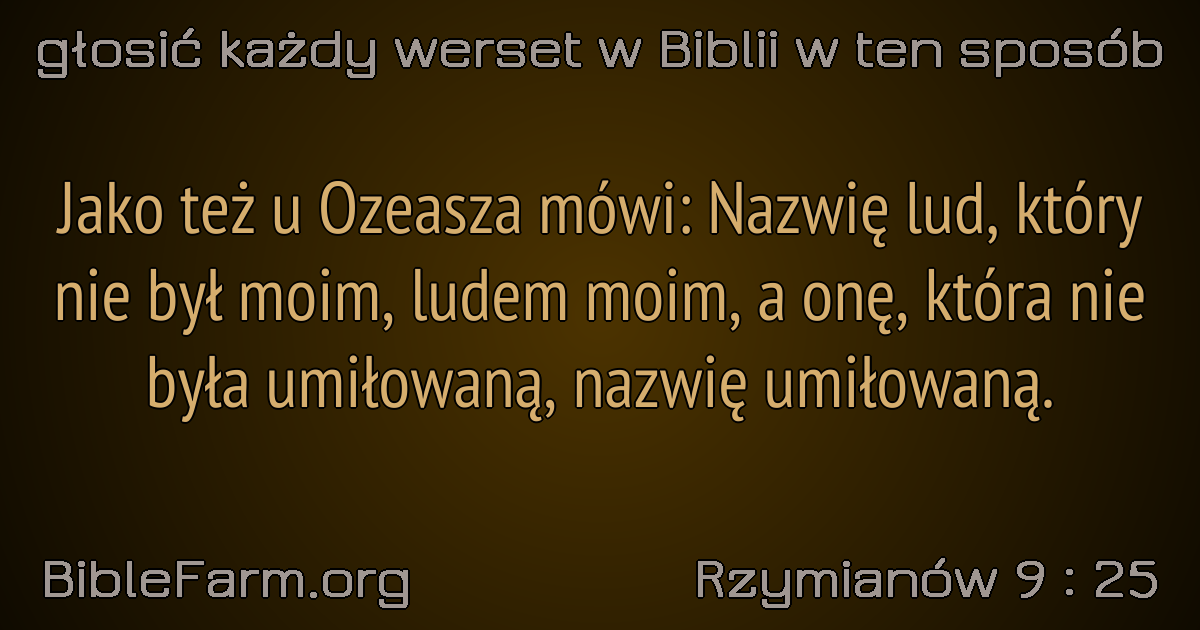 głosić każdy werset w Biblii w ten sposób
Jako też u Ozeasza mówi: Nazwię lud, który
nie był moim, ludem moim, a onę, która nie
była umiłowaną, nazwię umiłowaną.
BibleFarm.org
Rzymianów 9 : 25